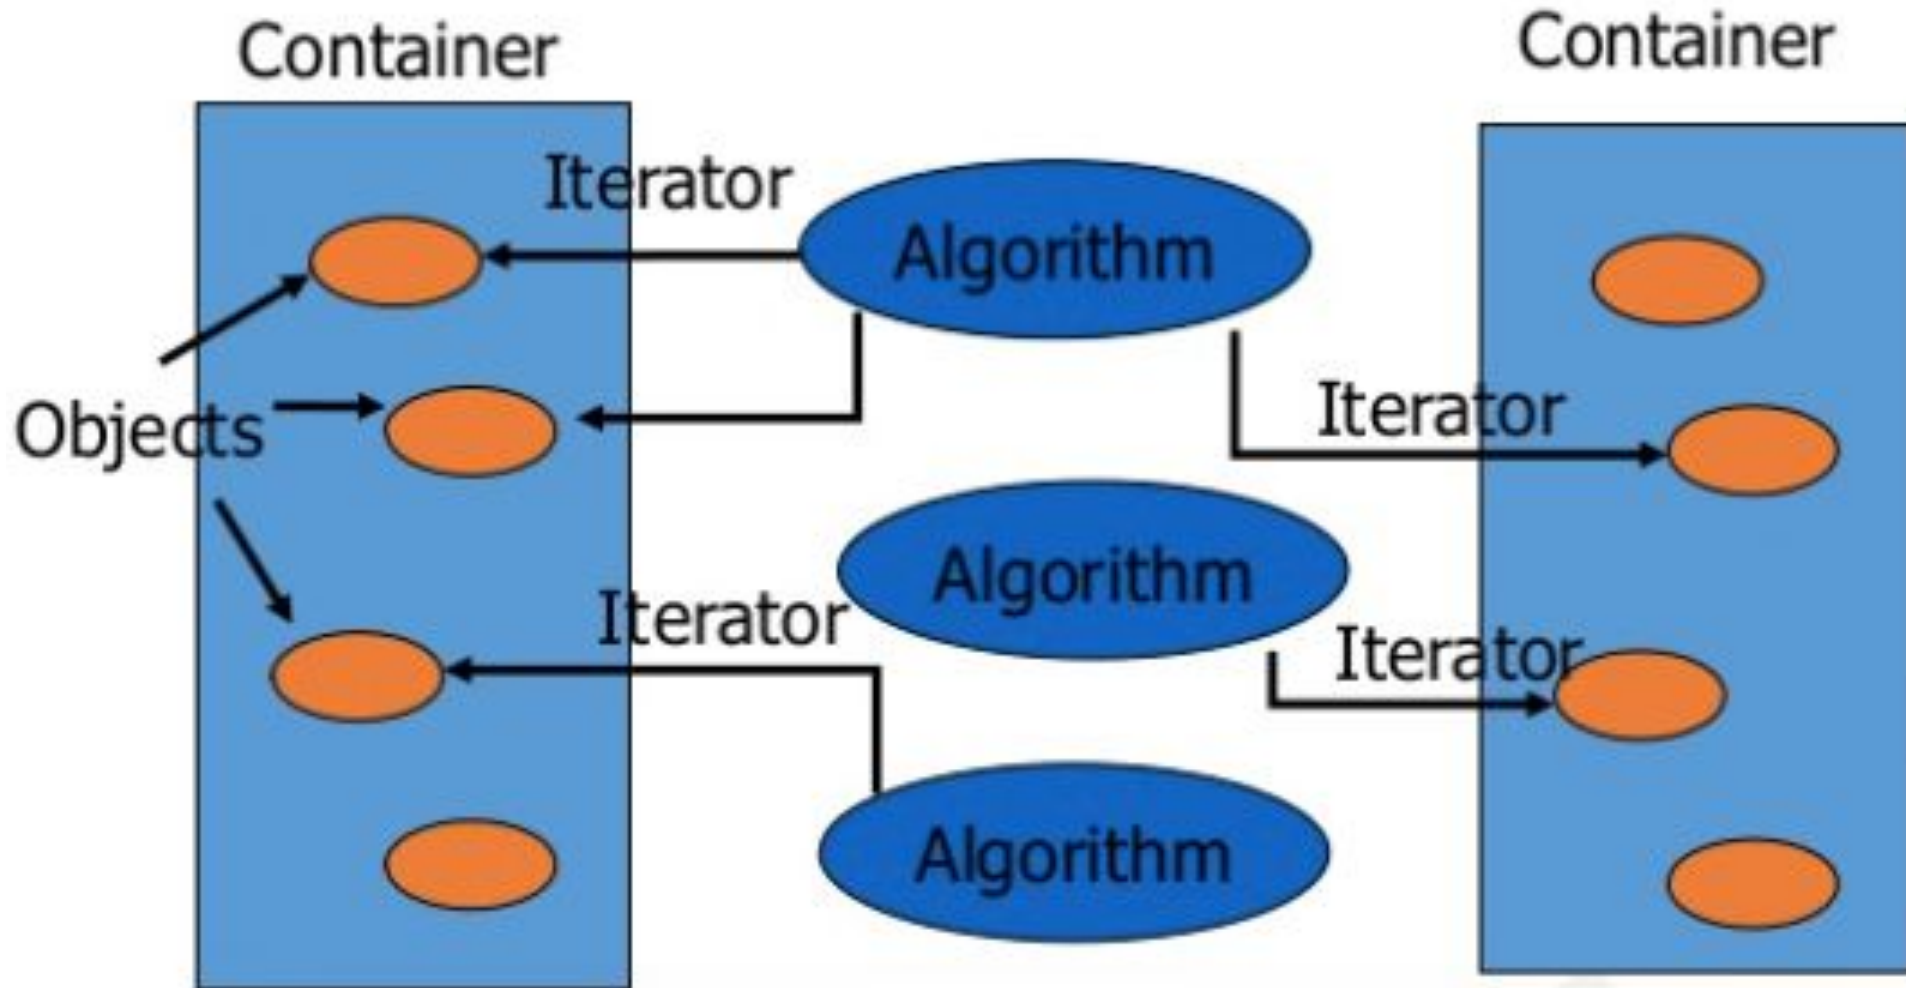 Container
Container
Iterator
Algorithm
Iterator
Objects
Algorithm
Iterator
Iterator
Algorithm